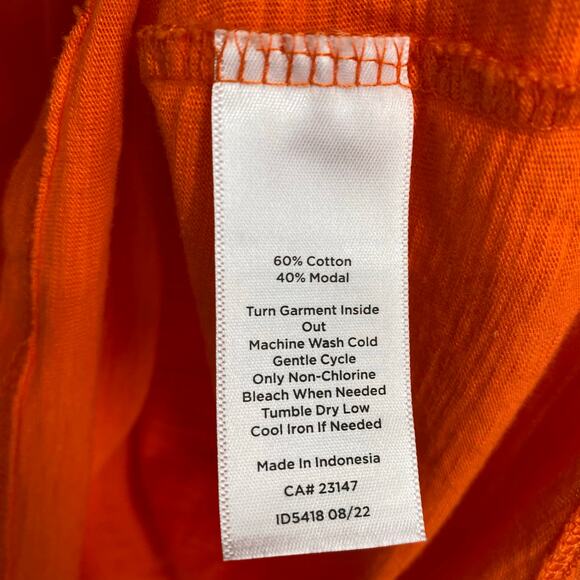 60% Cotton
40% Modal
Turn Garment Inside
Out
Machine Wash Cold
Gentle Cycle
Only Non-Chlorine
Bleach When Needed
Tumble Dry Low
Cool Iron If Needed
Made In Indonesia
CA# 23147
ID5418 08/22